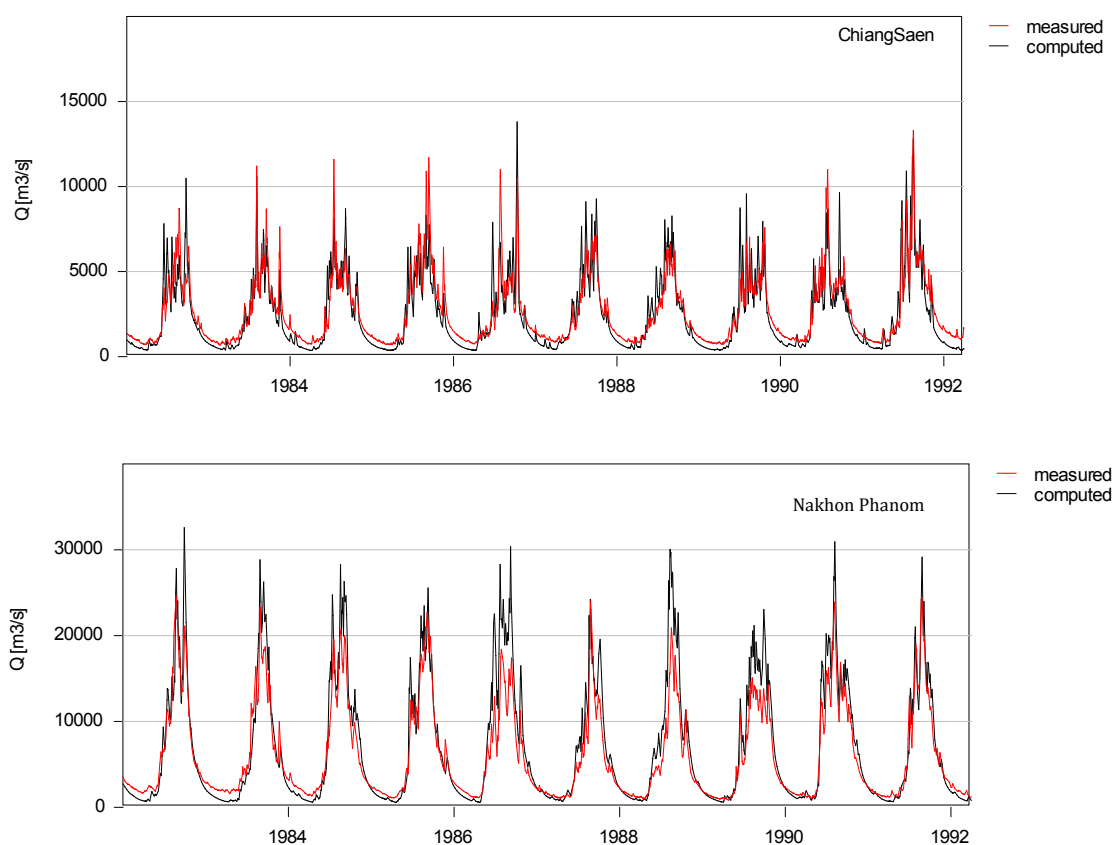 ChiangSaen
measured
computed
15000
10000
5000
0
Q [m3/s]
1984
1986
1988
1990
1992
Nakhon Phanom
measured
computed
30000
20000
10000
0
Q [m3/s]
1984
1986
1988
1990
1992